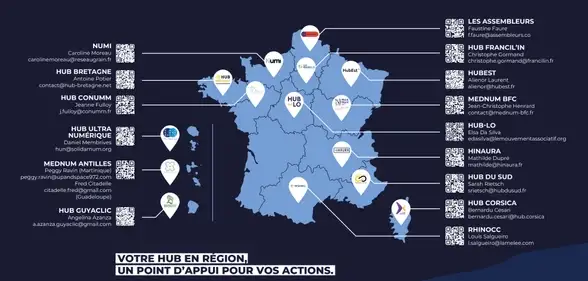 NUMI
Caroline Moreau
carolinemoreau@reseaugrain.fr
HUB BRETAGNE
Antoine Potier
contact@hub-bretagne.net
HUB CONUMM
Jeanne Fulloy
j.fulloy@conumm.fr
HUB ULTRA
NUMÉRIQUE
Daniel Membrives
hun@solidarnum.org
MEDNUM ANTILLES
Peggy Ravin (Martinique)
peggy.ravin@upandspace972.com
Fred Citadelle
citadelle.fred@gmail.com
(Guadeloupe)
HUB GUYACLIC
Angelina Azanza
a.azanza.guyaclic@gmail.com
LES ASSEMBLEURS
Faustine Faure
f.faure@assembleurs.co
HUB FRANCIL'IN
Christophe Gormand
christophe.gormand@francilin.fr
HUBEST
Alienor Laurent
alienor@hubest.fr
MEDNUM BFC
Jean-Christophe Henrard
contact@mednum-bfc.fr
HUB-LO
Elsa Da Silva
edasilva@lemouvementassociatif.org
HINAURA
Mathilde Dupré
mathilde@hinaura.fr
HUB DU SUD
Sarah Rietsch
srietsch@hubdusud.fr
HUB CORSICA
Bernardu Cesari
bernardu.cesari@hub.corsica
RHINOCC
Louis Salgueiro
l.salgueiro@lamelee.com
numi
HUB
HubEst
HUB
LO
VOTRE HUB EN RÉGION,
UN POINT D'APPUI POUR VOS ACTIONS.